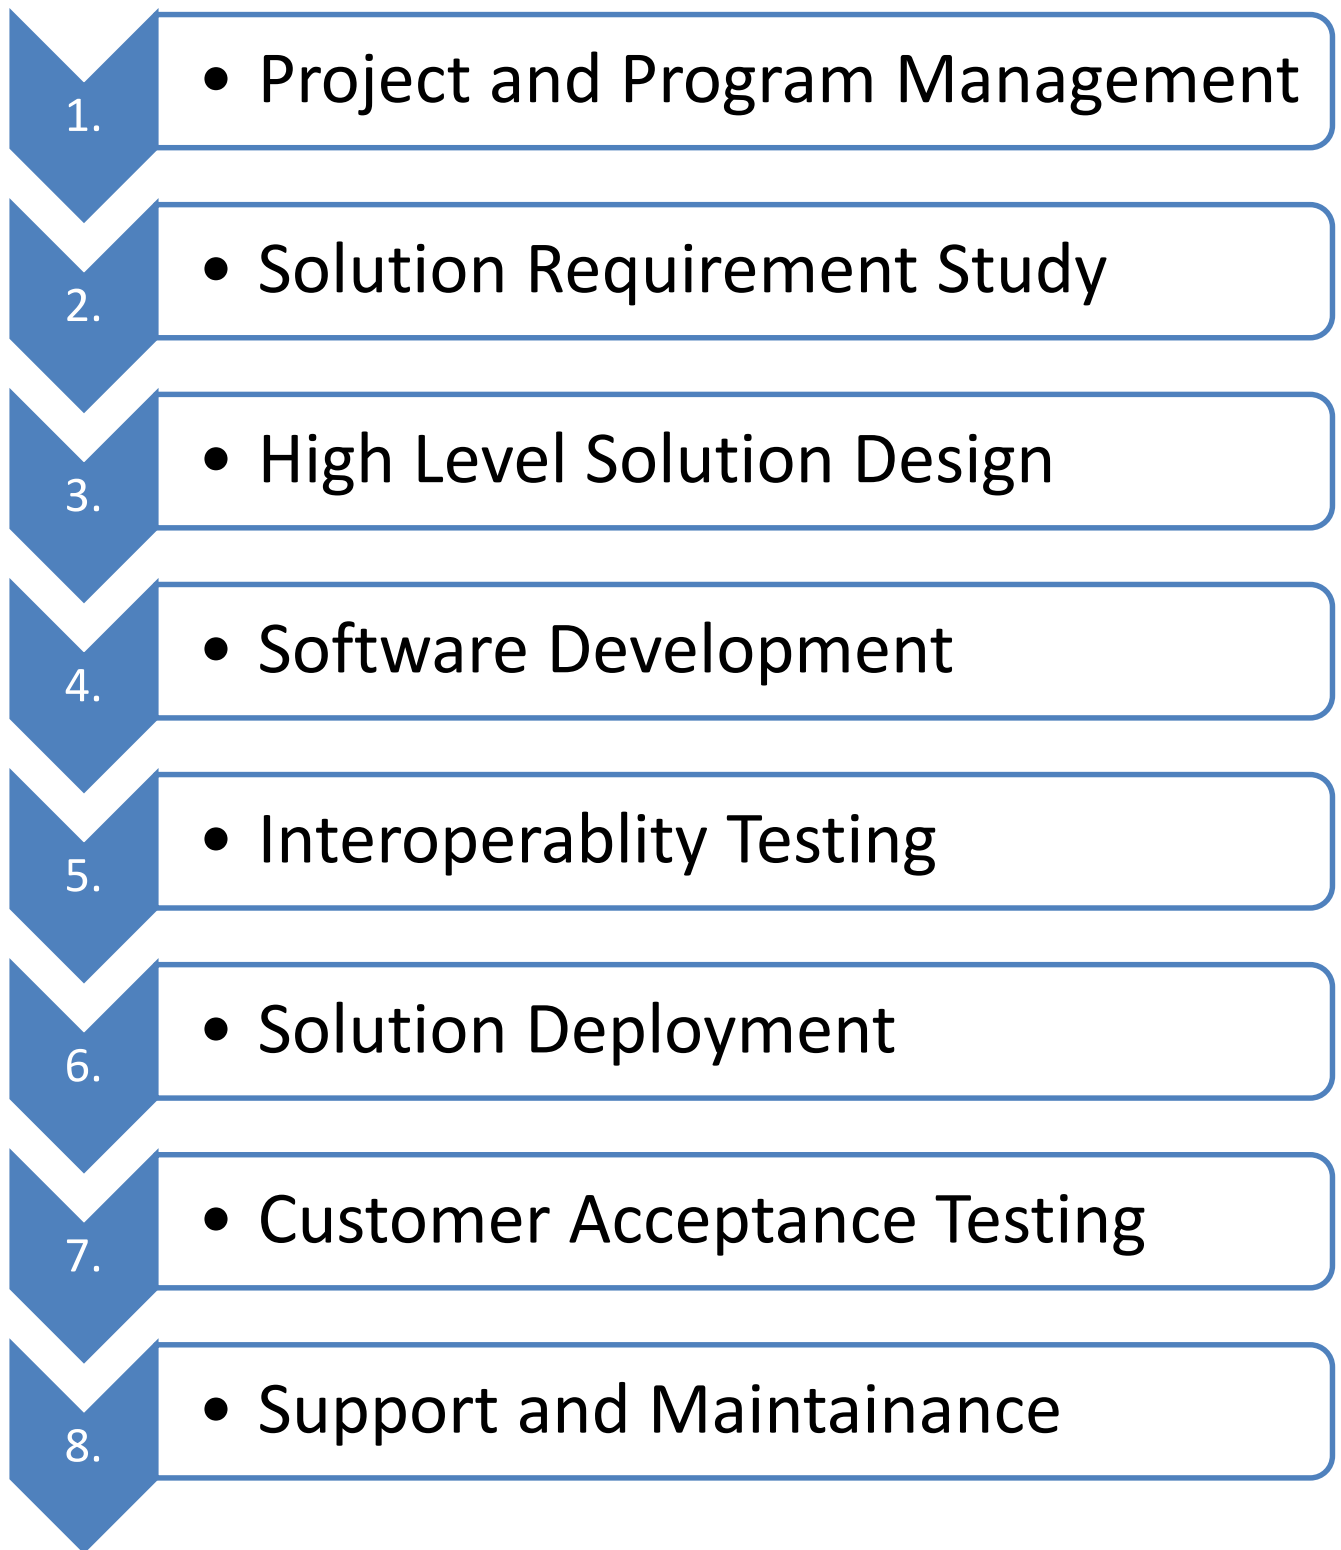 1.
• Project and Program Management
2.
• Solution Requirement Study
3.
• High Level Solution Design
4.
• Software Development
5.
• Interoperablity Testing
6.
• Solution Deployment
7.
• Customer Acceptance Testing
8.
• Support and Maintainance